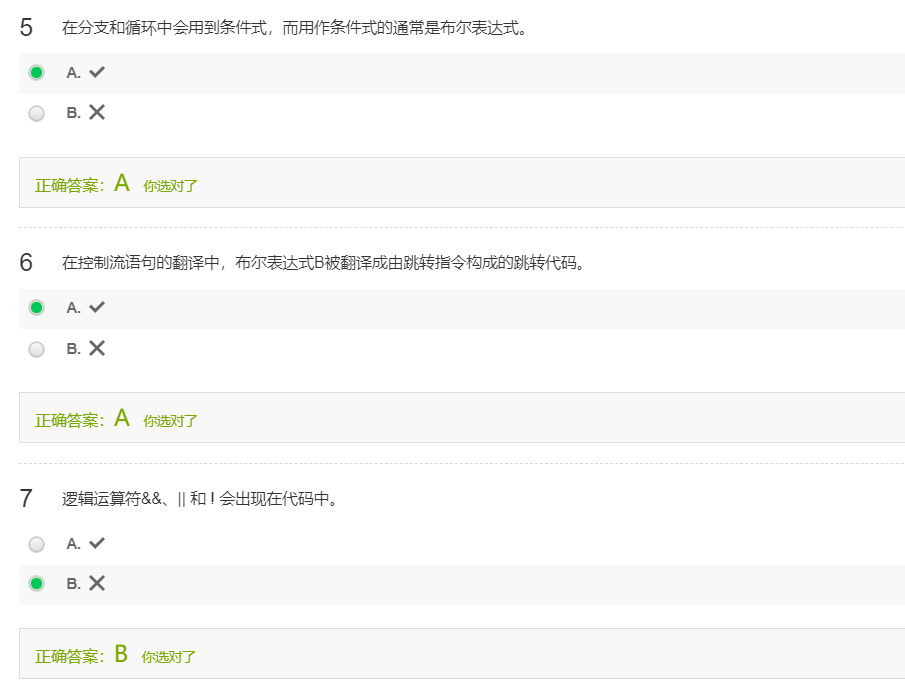 5 在分支和循环中会用到条件式，而用作条件式的通常是布尔表达式。
A. ✔
B. ✕
正确答案：A 你选对了
6 在控制流语句的翻译中，布尔表达式B被翻译成由跳转指令构成的跳转代码。
A. ✔
B. ✕
正确答案：A 你选对了
7 逻辑运算符&&、|| 和 ! 会出现在代码中。
A. ✔
B. ✕
正确答案：B 你选对了